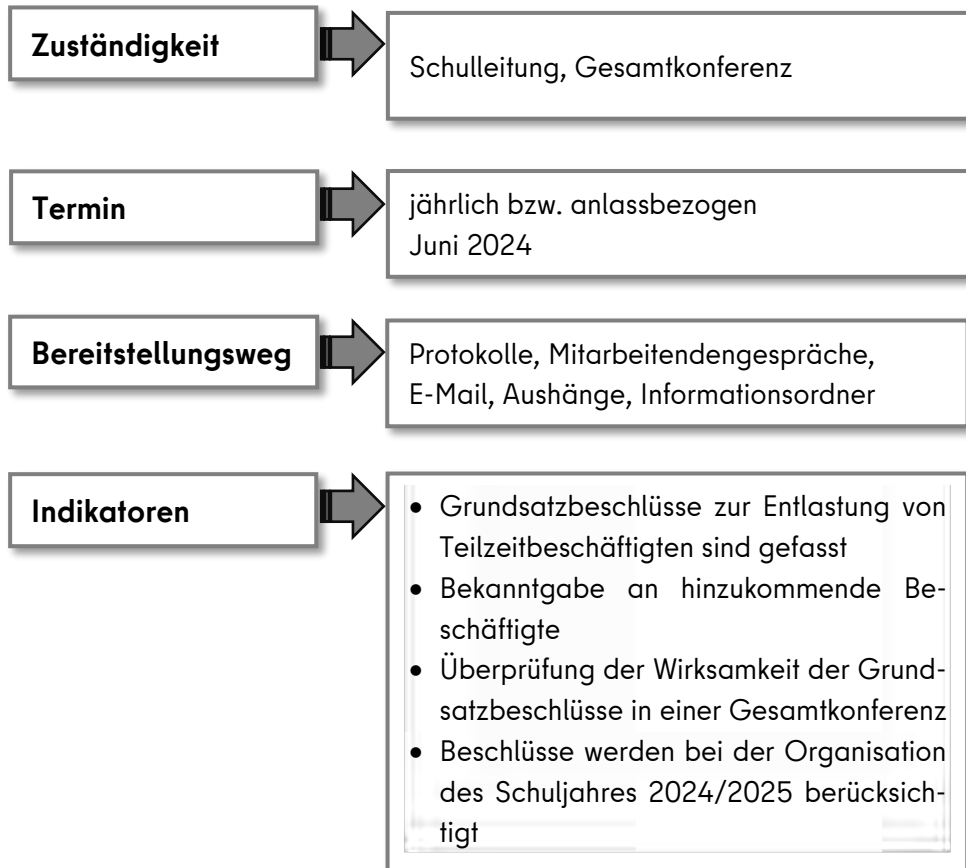 Zuständigkeit
Schulleitung, Gesamtkonferenz
Termin
jährlich bzw. anlassbezogen
Juni 2024
Bereitstellungsweg
Protokolle, Mitarbeitendengespräche,
E-Mail, Aushänge, Informationsordner
Indikatoren
• Grundsatzbeschlüsse zur Entlastung von
Teilzeitbeschäftigten sind gefasst
• Bekanntgabe an hinzukommende Be-
schäftigte
• Überprüfung der Wirksamkeit der Grund-
satzbeschlüsse in einer Gesamtkonferenz
• Beschlüsse werden bei der Organisation
des Schuljahres 2024/2025 berücksich-
tigt